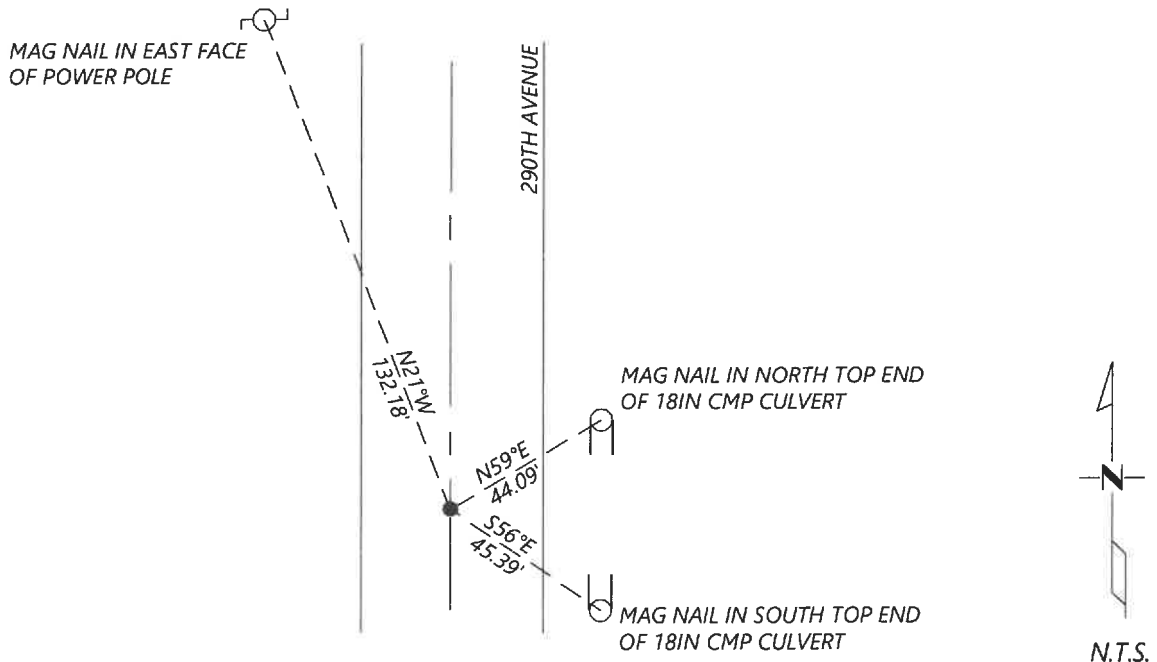 MAG NAIL IN EAST FACE
OF POWER POLE
290TH AVENUE
N21°W
132.18'
MAG NAIL IN NORTH TOP END
OF 18IN CMP CULVERT
N59°E
44.09'
S56°E
45.39'
MAG NAIL IN SOUTH TOP END
OF 18IN CMP CULVERT
N
N.T.S.